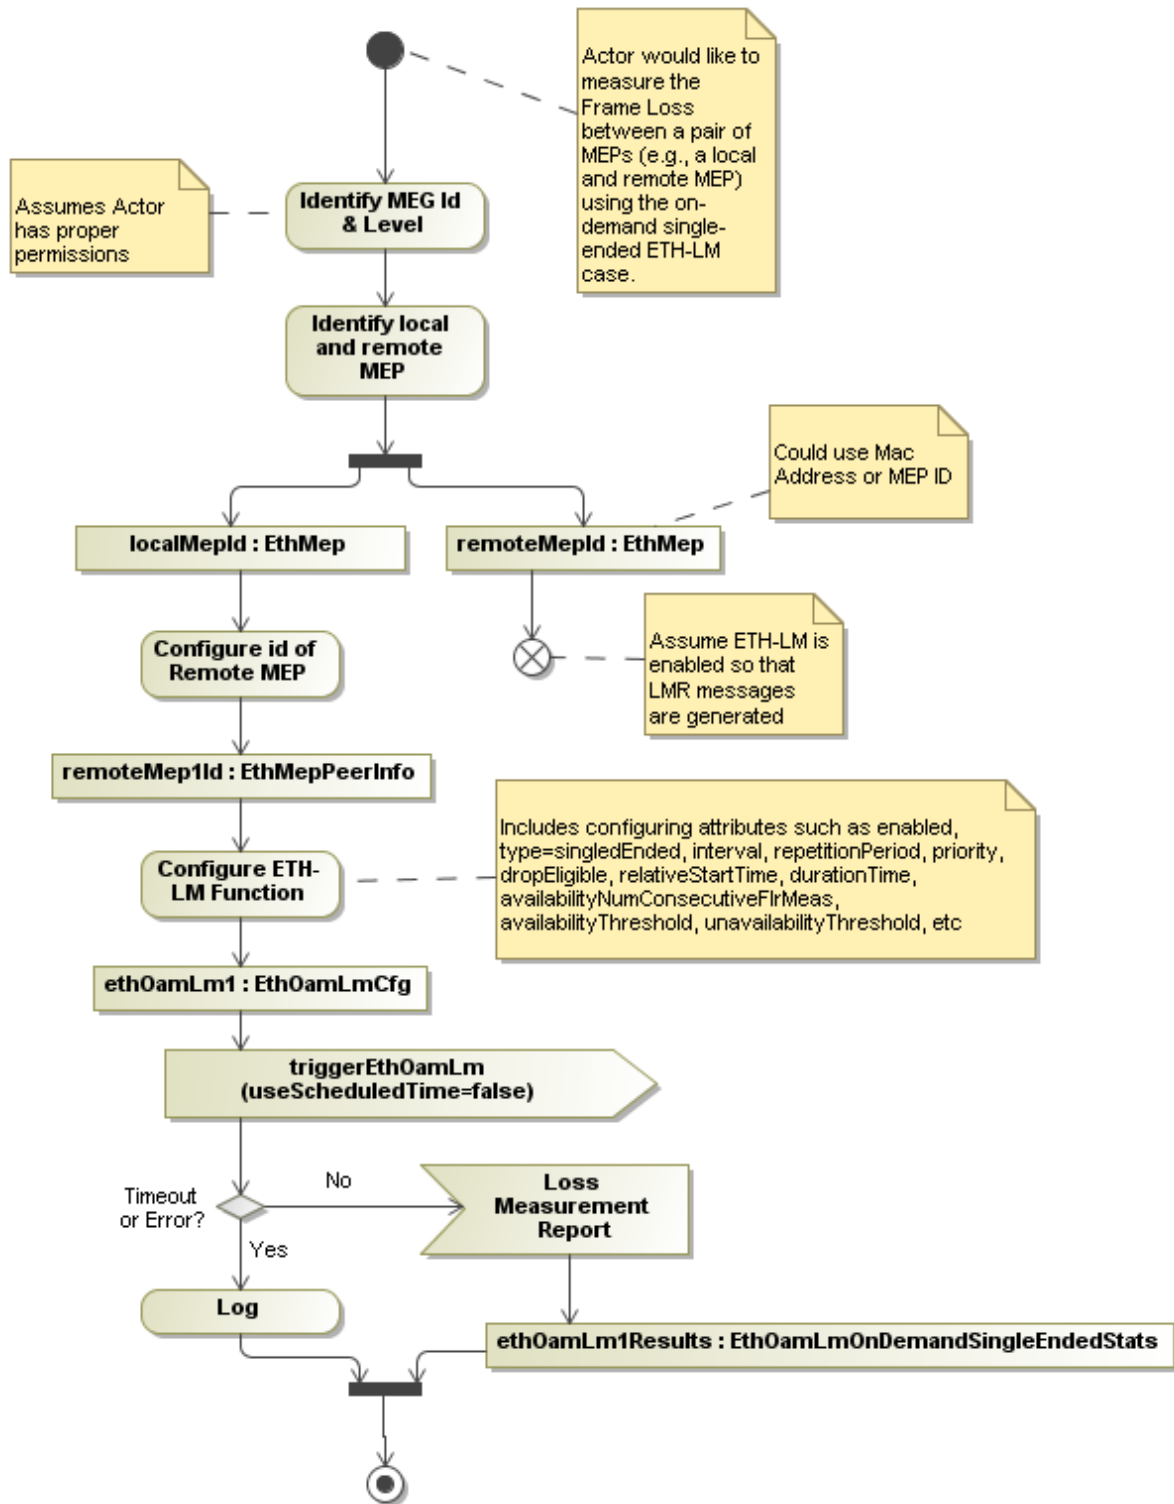 Actor would like to
measure the
Frame Loss
between a pair of
MEPs (e.g., a local
and remote MEP)
using the on-
demand single-
ended ETH-LM
case.
Assumes Actor
has proper
permissions
Identify MEG Id
& Level
Identify local
and remote
MEP
Could use Mac
Address or MEP ID
localMepId : EthMep
remoteMepId : EthMep
Configure id of
Remote MEP
Assume ETH-LM is
enabled so that
LMR messages
are generated
remoteMep1Id : EthMepPeerInfo
Includes configuring attributes such as enabled,
type=singledEnded, interval, repetitionPeriod, priority,
dropEligible, relativeStartTime, durationTime,
availabilityNumConsecutiveFlrMeas,
availabilityThreshold, unavailabilityThreshold, etc
Configure ETH-
LM Function
ethOamLm1 : EthOamLmCfg
triggerEthOamLm
(useScheduledTime=false)
Timeout
or Error?
No
Loss
Measurement
Report
Yes
Log
ethOamLm1Results : EthOamLmOnDemandSingleEndedStats